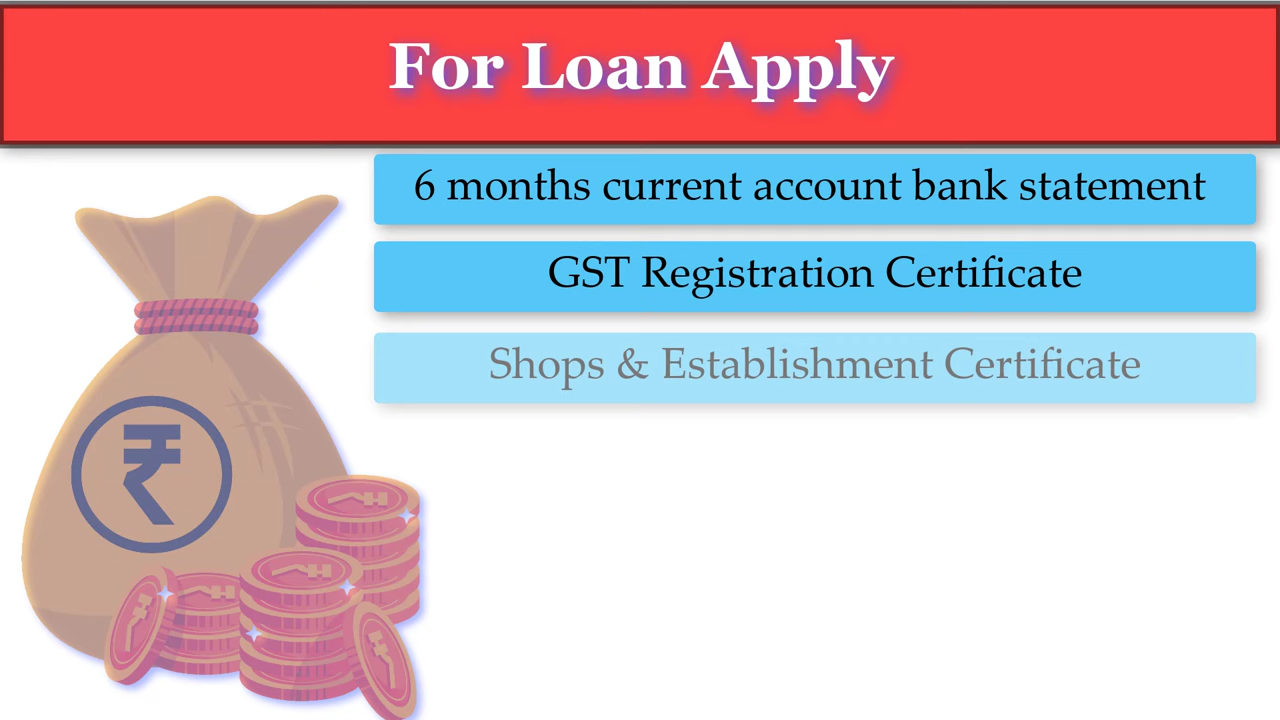 For Loan Apply
6 months current account bank statement
GST Registration Certificate
Shops & Establishment Certificate
₹